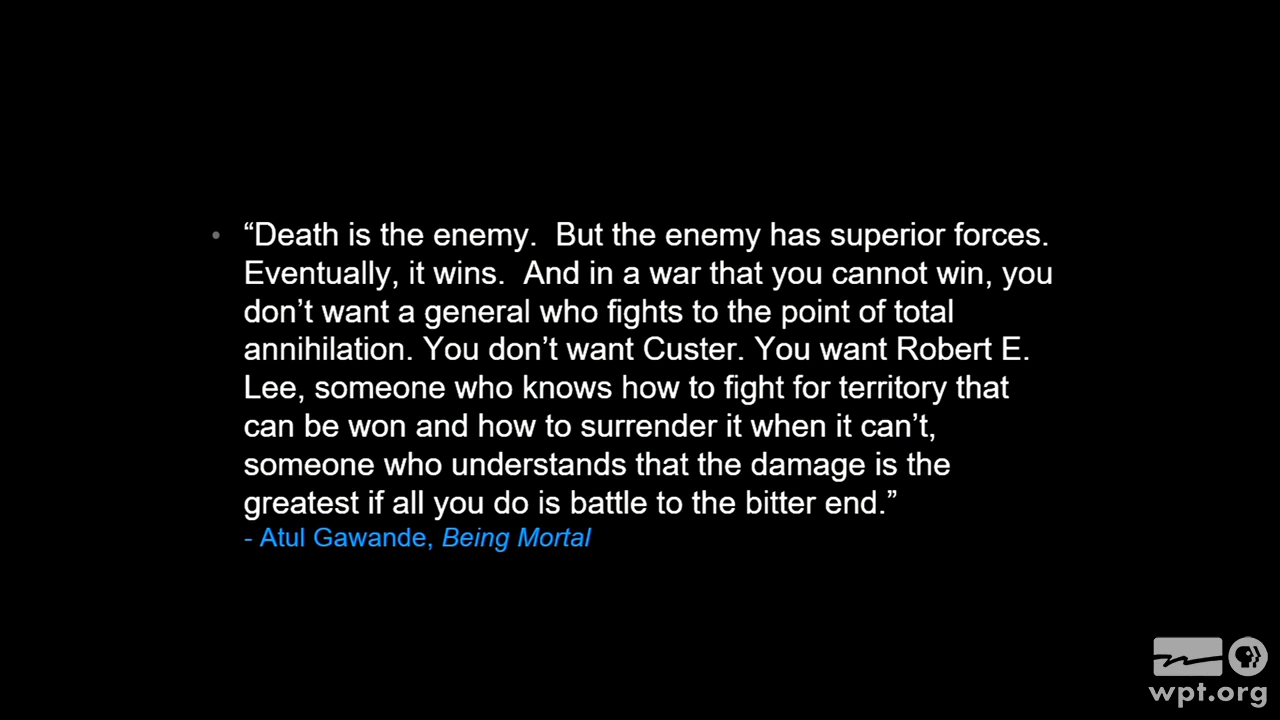 • “Death is the enemy.  But the enemy has superior forces.
Eventually, it wins.  And in a war that you cannot win, you
don’t want a general who fights to the point of total
annihilation. You don’t want Custer. You want Robert E.
Lee, someone who knows how to fight for territory that
can be won and how to surrender it when it can’t,
someone who understands that the damage is the
greatest if all you do is battle to the bitter end.”
- Atul Gawande, Being Mortal
wpt.org